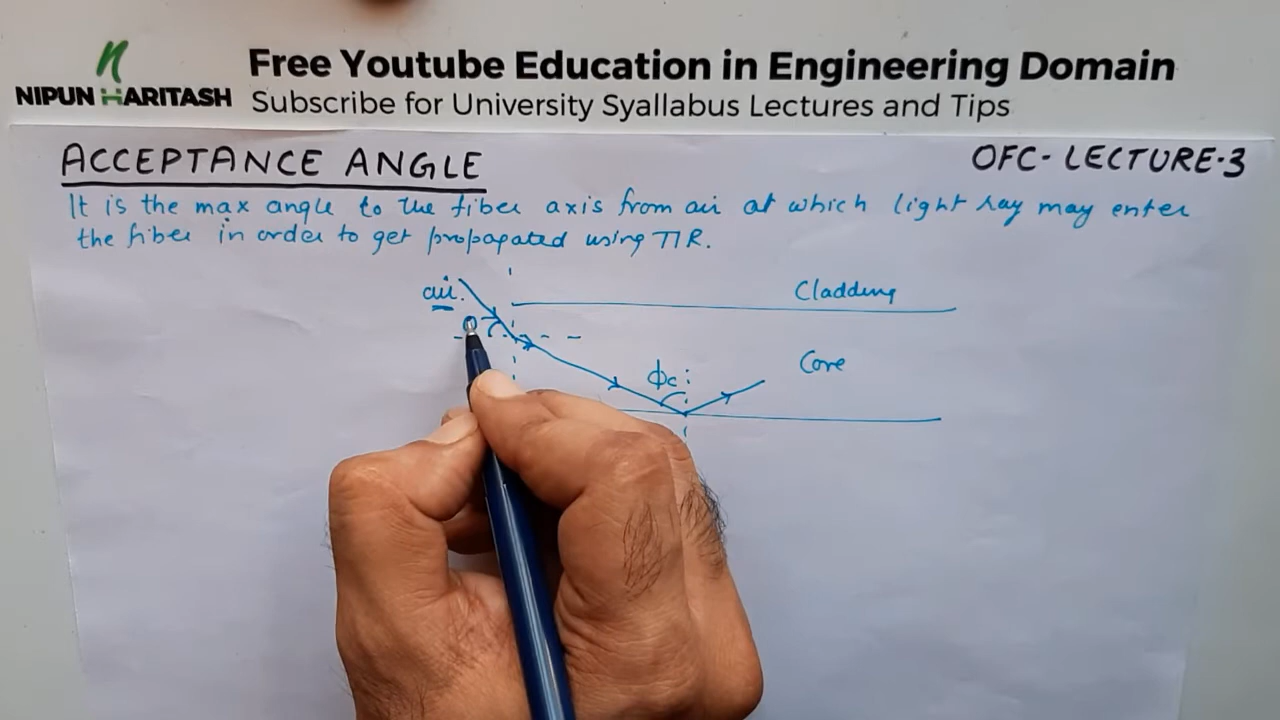 NIPUN HARITASH
Free Youtube Education in Engineering Domain
Subscribe for University Syallabus Lectures and Tips
ACCEPTANCE ANGLE
OFC- LECTURE-3
It is the max angle to the fiber axis from air at which light ray may enter
the fiber in order to get propagated using TIR.
air.
Cladding
Core
ϕc